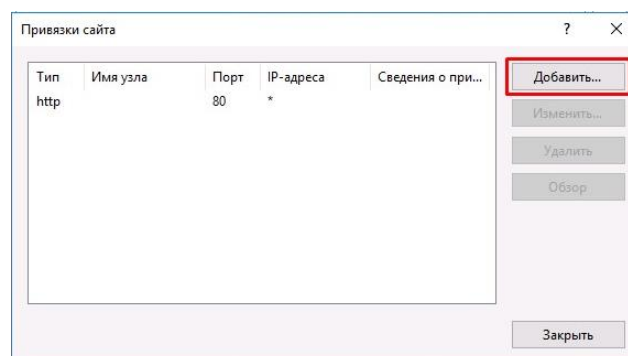 Привязки сайта ? ×
Тип Имя узла Порт IP-адреса Сведения о при...
http 80 *
Добавить...
Изменить...
Удалить
Обзор
Закрыть